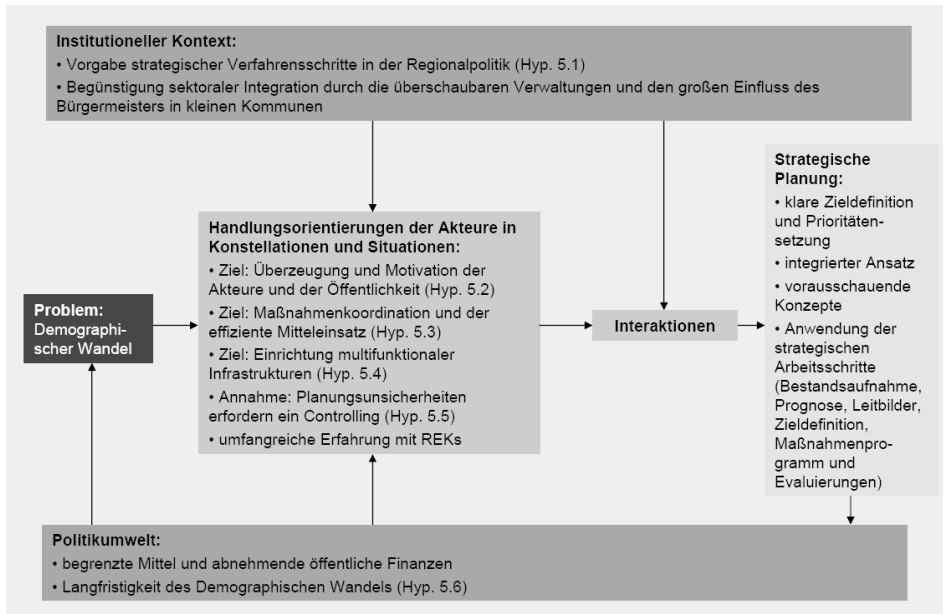 Institutioneller Kontext:
• Vorgabe strategischer Verfahrensschritte in der Regionalpolitik (Hyp. 5.1)
• Begünstigung sektoraler Integration durch die überschaubaren Verwaltungen und den großen Einfluss des
Bürgermeisters in kleinen Kommunen
Problem:
Demographi-
scher Wandel
Handlungsorientierungen der Akteure in
Konstellationen und Situationen:
• Ziel: Überzeugung und Motivation der
Akteure und der Öffentlichkeit (Hyp. 5.2)
• Ziel: Maßnahmenkoordination und der
effiziente Mitteleinsatz (Hyp. 5.3)
• Ziel: Einrichtung multifunktionaler
Infrastrukturen (Hyp. 5.4)
• Annahme: Planungsunsicherheiten
erfordern ein Controlling (Hyp. 5.5)
• umfangreiche Erfahrung mit REKs
Interaktionen
Strategische
Planung:
• klare Zieldefinition
und Prioritäten-
setzung
• integrierter Ansatz
• vorausschauende
Konzepte
• Anwendung der
strategischen
Arbeitsschritte
(Bestandsaufnahme,
Prognose, Leitbilder,
Zieldefinition,
Maßnahmenpro-
gramm und
Evaluierungen)
Politikumwelt:
• begrenzte Mittel und abnehmende öffentliche Finanzen
• Langfristigkeit des Demographischen Wandels (Hyp. 5.6)